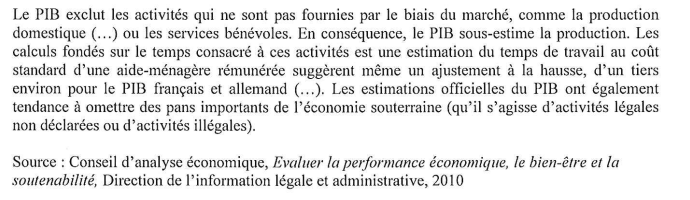 Le PIB exclut les activités qui ne sont pas fournies par le biais du marché, comme la production
domestique (…) ou les services bénévoles. En conséquence, le PIB sous-estime la production. Les
calculs fondés sur le temps consacré à ces activités est une estimation du temps de travail au coût
standard d’une aide-ménagère rémunérée suggèrent même un ajustement à la hausse, d’un tiers
environ pour le PIB français et allemand (…). Les estimations officielles du PIB ont également
tendance à omettre des pans importants de l’économie souterraine (qu’il s’agisse d’activités légales
non déclarées ou d’activités illégales).
Source : Conseil d’analyse économique, Evaluer la performance économique, le bien-être et la
soutenabilité, Direction de l’information légale et administrative, 2010